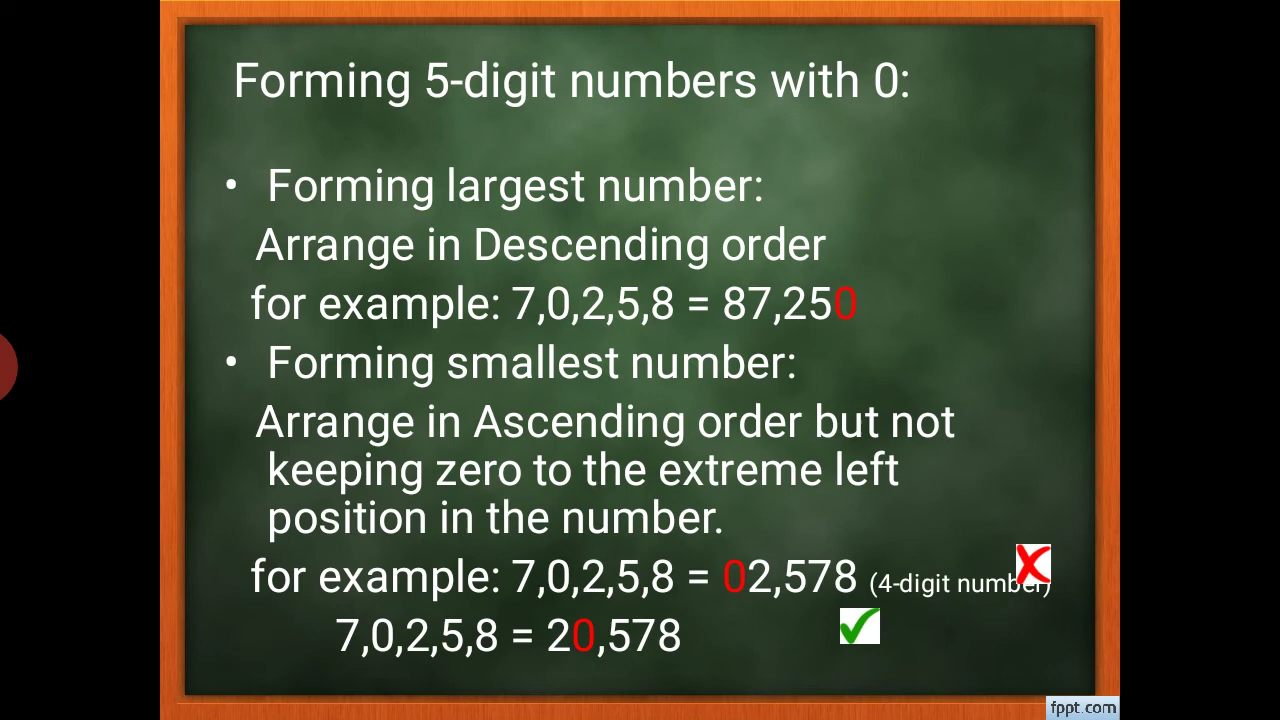 Forming 5-digit numbers with 0:
• Forming largest number:
Arrange in Descending order
for example: 7,0,2,5,8 = 87,250
• Forming smallest number:
Arrange in Ascending order but not
keeping zero to the extreme left
position in the number.
for example: 7,0,2,5,8 = 02,578 (4-digit number)
7,0,2,5,8 = 20,578
fppt.com